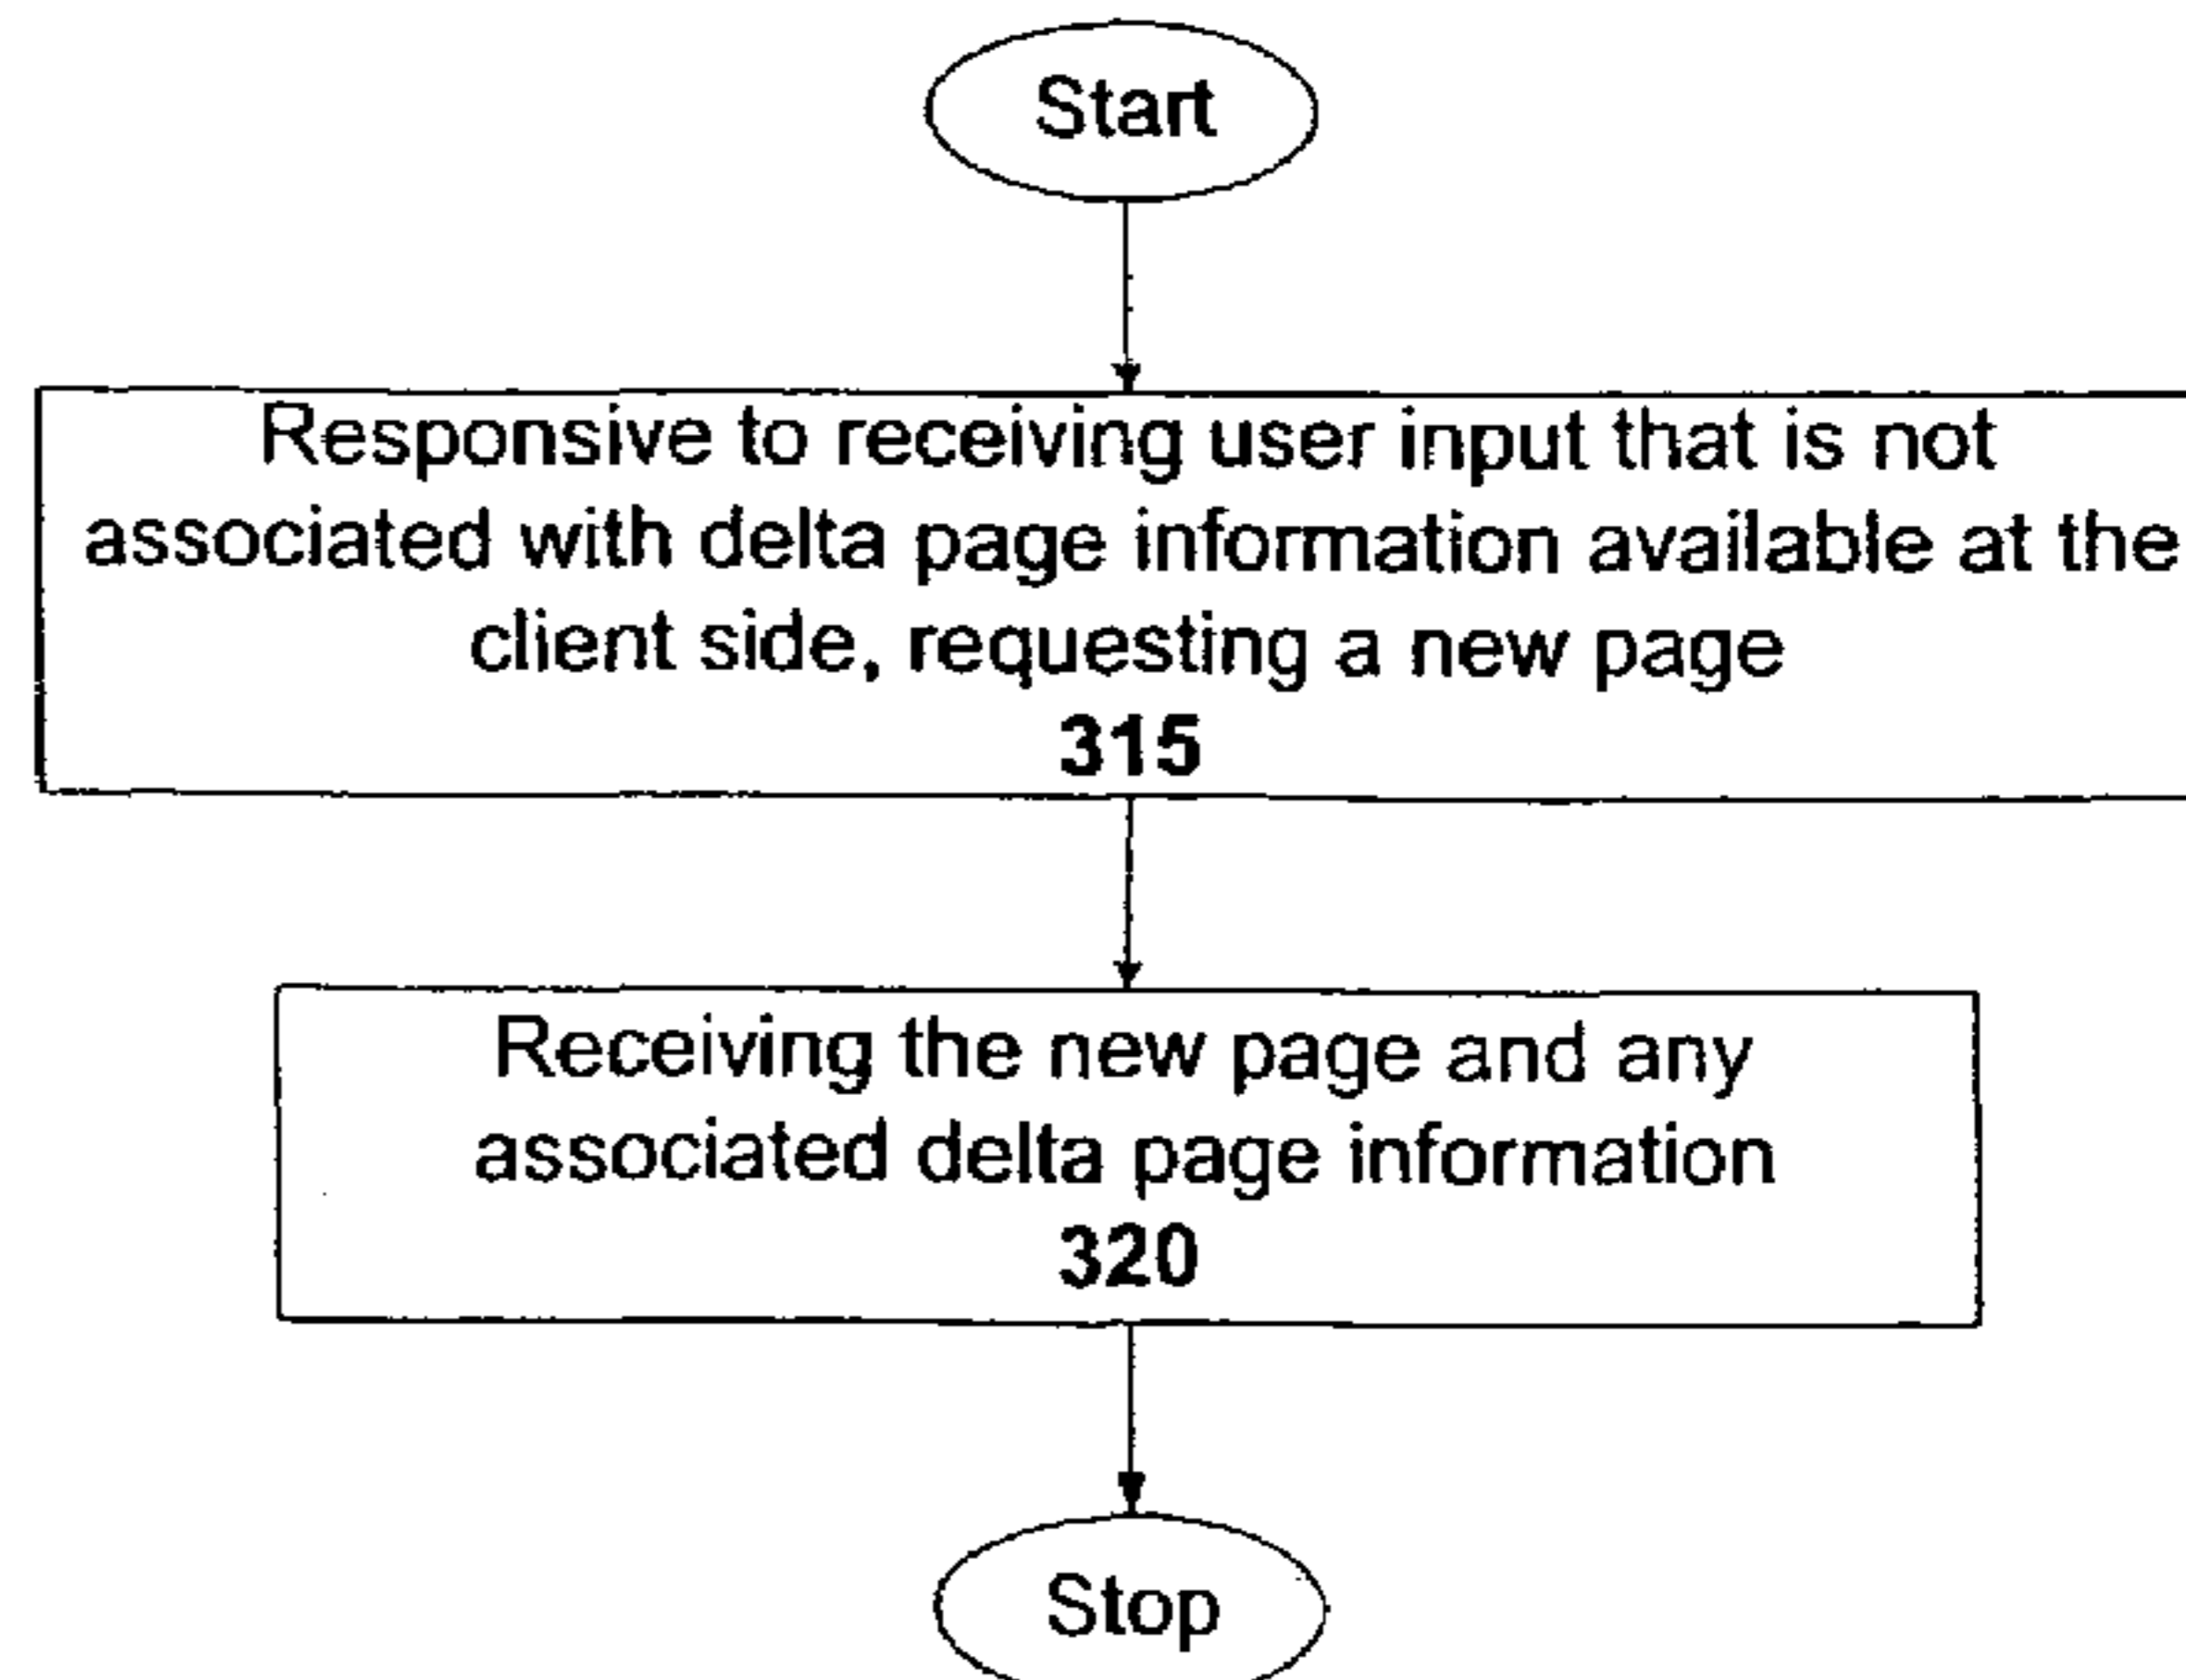 Start
Responsive to receiving user input that is not
associated with delta page information available at the
client side, requesting a new page
315
Receiving the new page and any
associated delta page information
320
Stop